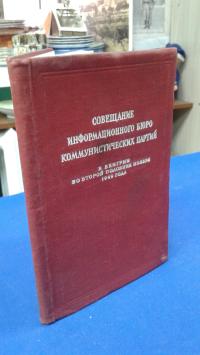 СОВЕЩАНИЕ
ИНФОРМАЦИОННОГО БЮРО
КОММУНИСТИЧЕСКИХ ПАРТИЙ
В ВЕНГРИИ
ВО ВТОРОЙ ПОЛОВИНЕ НОЯБРЯ
1949 ГОДА